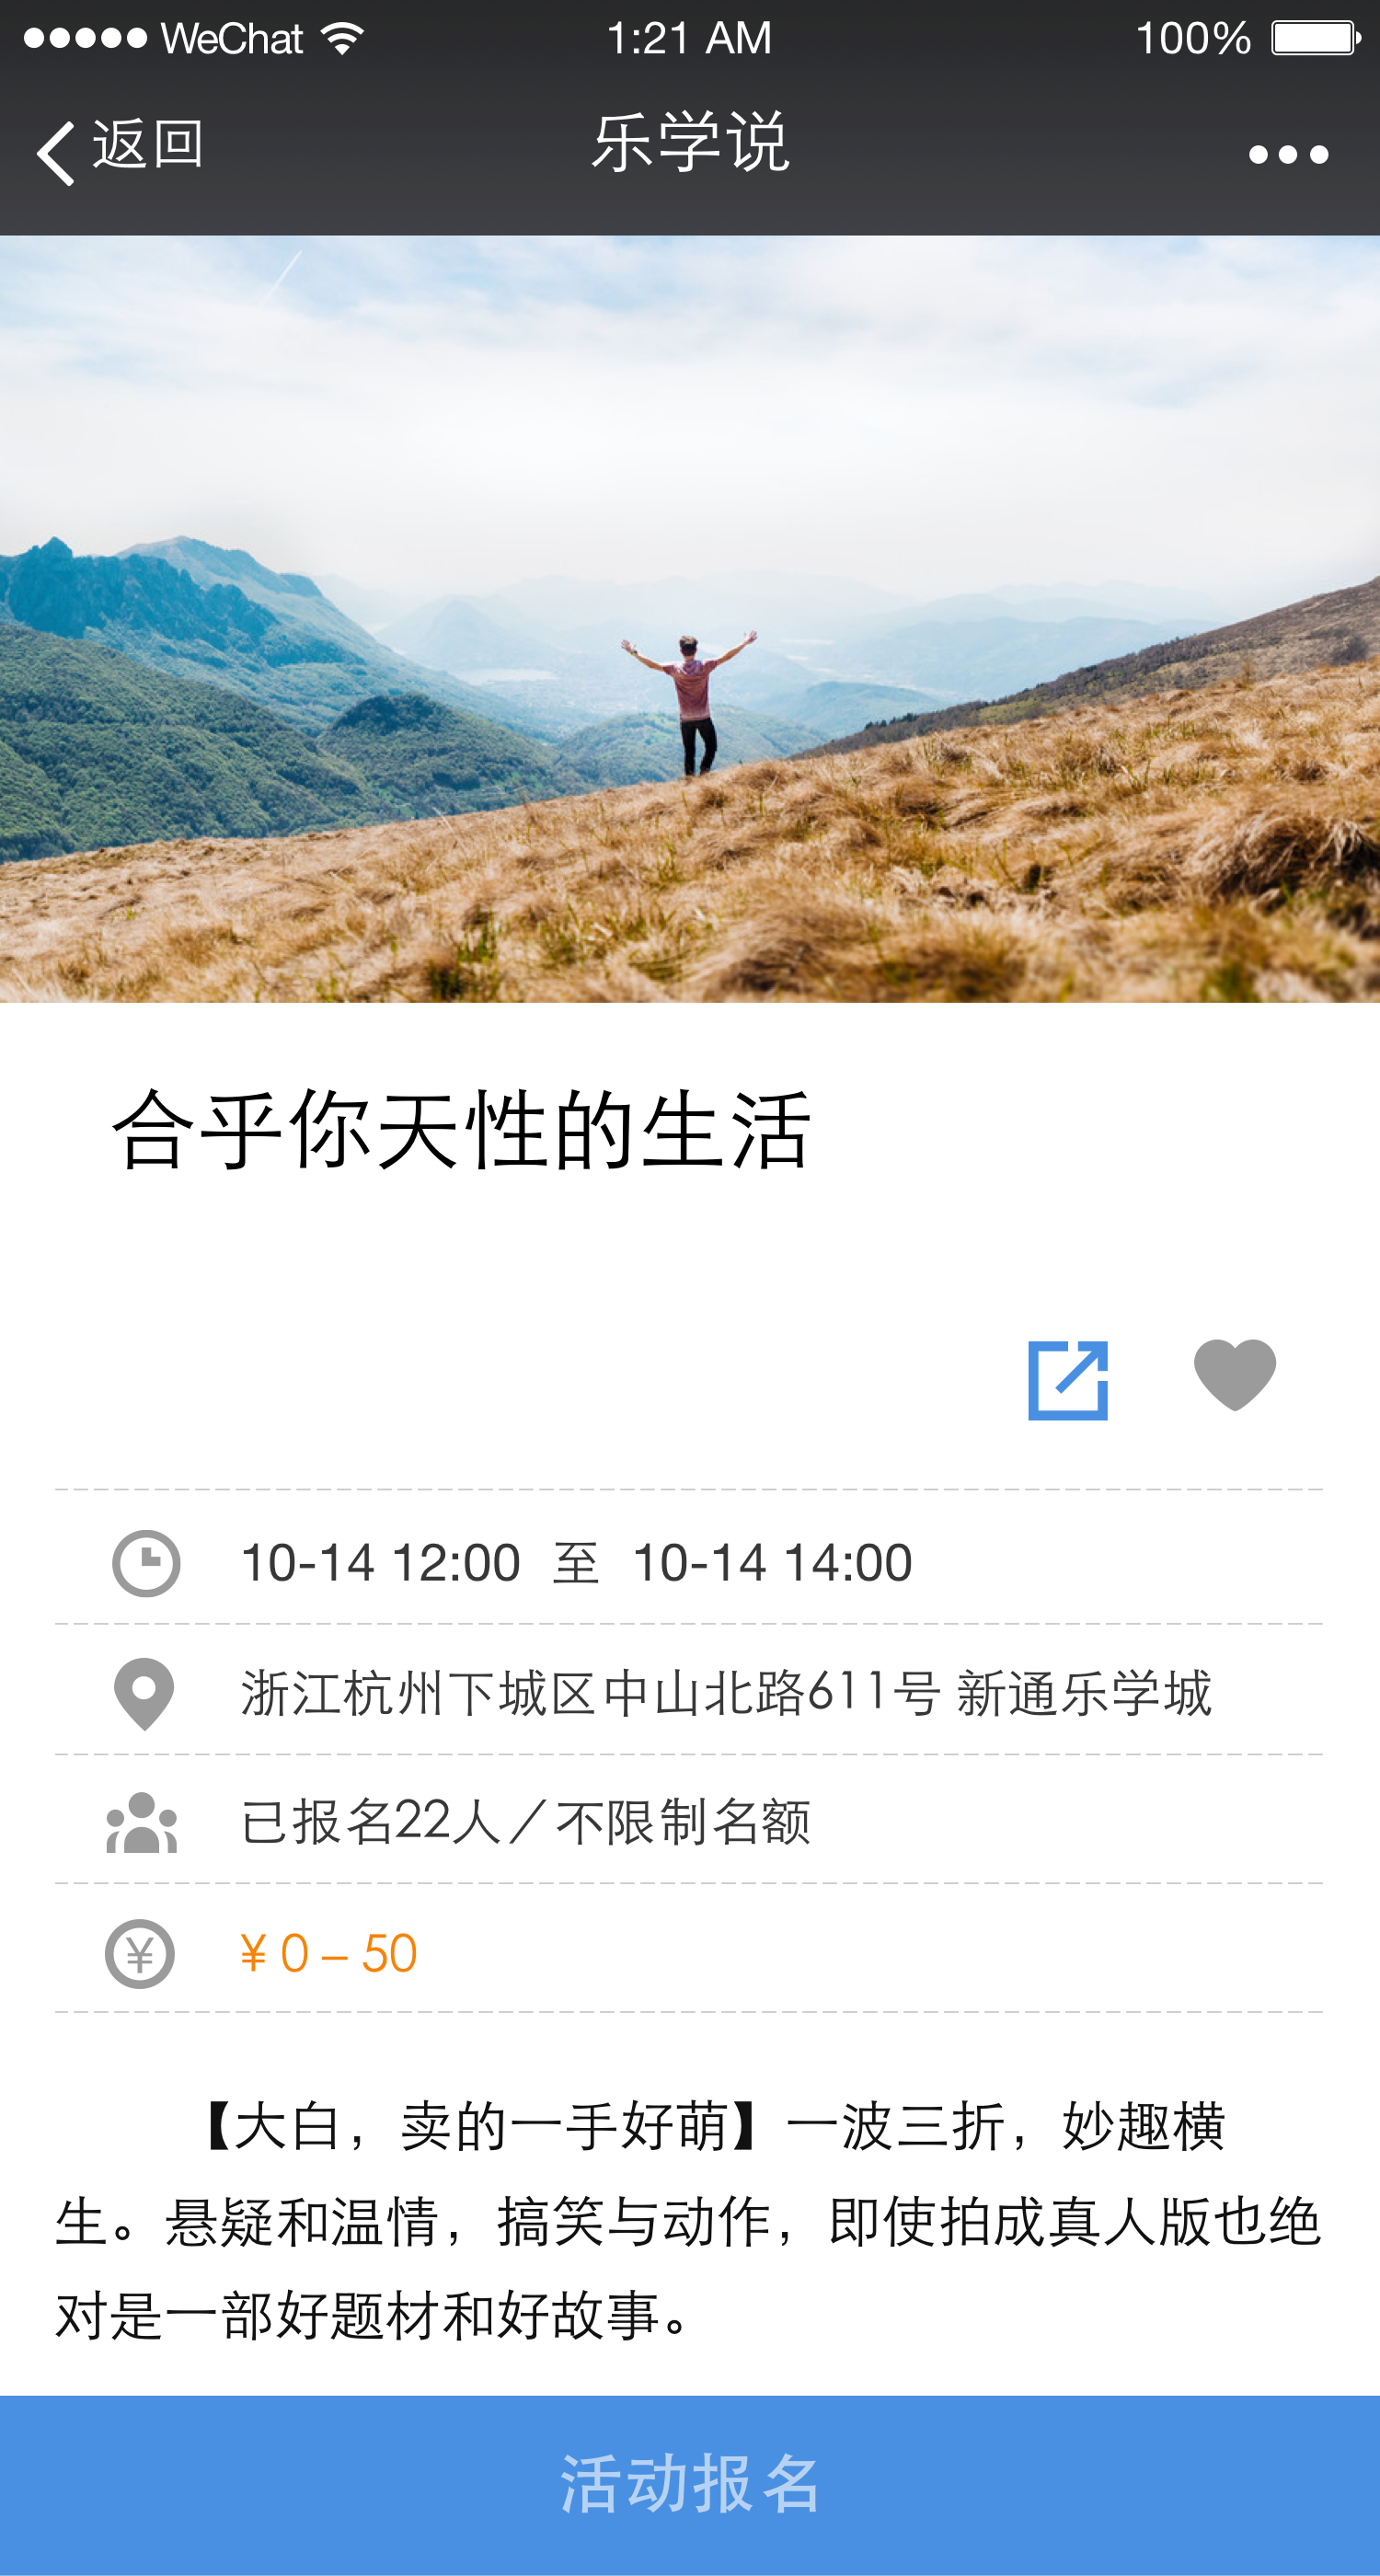 WeChat 1:21 AM 100%
返回 乐学说
合乎你天性的生活
10-14 12:00 至 10-14 14:00
浙江杭州下城区中山北路611号 新通乐学城
已报名22人／不限制名额
¥ 0 – 50
【大白，卖的一手好萌】一波三折，妙趣横
生。悬疑和温情，搞笑与动作，即使拍成真人版也绝
对是一部好题材和好故事。
活动报名